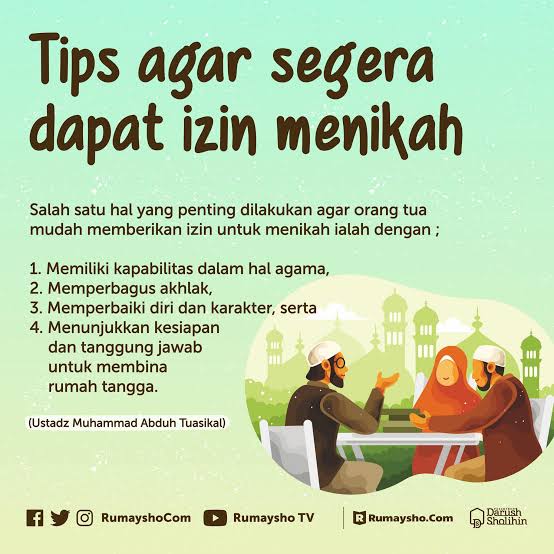 Tips agar segera
dapat izin menikah
Salah satu hal yang penting dilakukan agar orang tua
mudah memberikan izin untuk menikah ialah dengan ;
1. Memiliki kapabilitas dalam hal agama,
2. Memperbagus akhlak,
3. Memperbaiki diri dan karakter, serta
4. Menunjukkan kesiapan
dan tanggung jawab
untuk membina
rumah tangga.
(Ustadz Muhammad Abduh Tuasikal)
RumayshoCom
Rumaysho TV
Rumaysho.Com
Darush
Sholihin